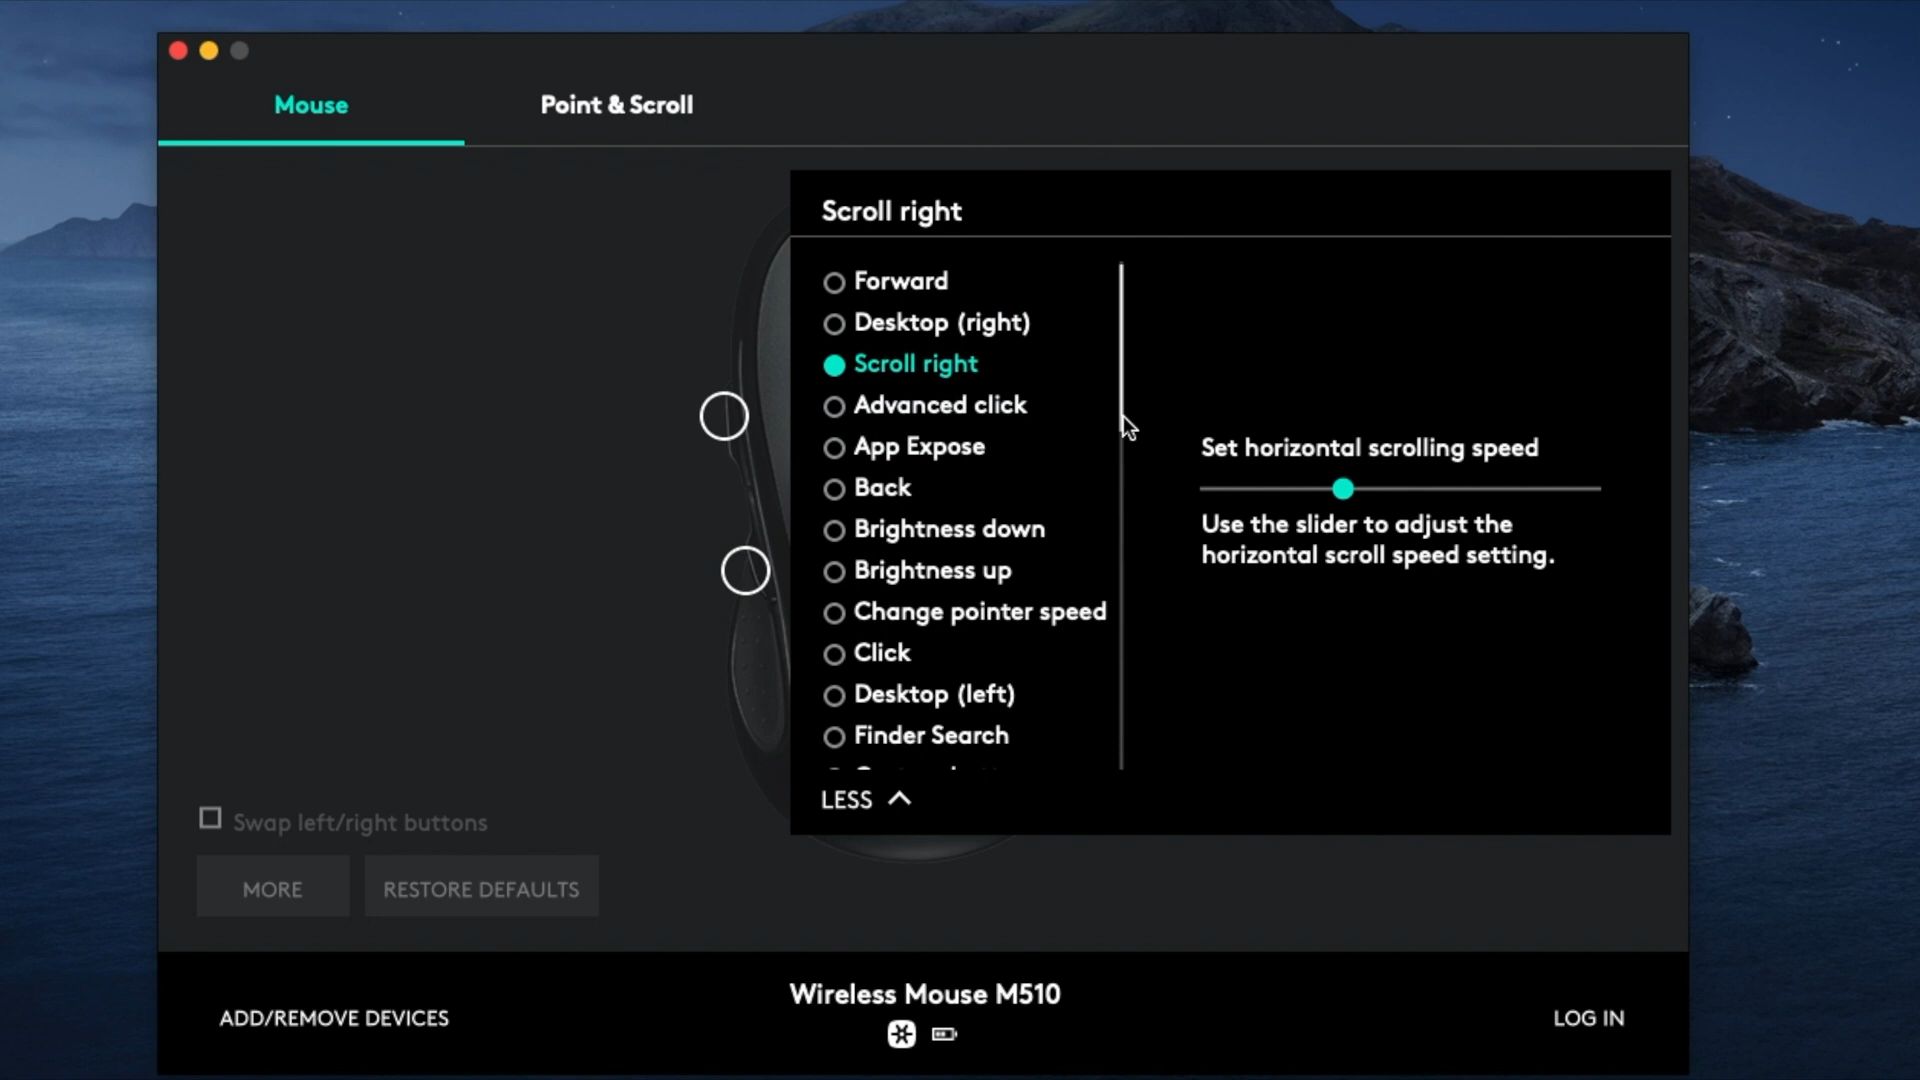 Mouse
Point & Scroll
Scroll right
Forward
Desktop (right)
Scroll right
Advanced click
App Expose
Back
Brightness down
Brightness up
Change pointer speed
Click
Desktop (left)
Finder Search
LESS
Set horizontal scrolling speed
Use the slider to adjust the
horizontal scroll speed setting.
Swap left/right buttons
MORE
RESTORE DEFAULTS
ADD/REMOVE DEVICES
Wireless Mouse M510
LOG IN